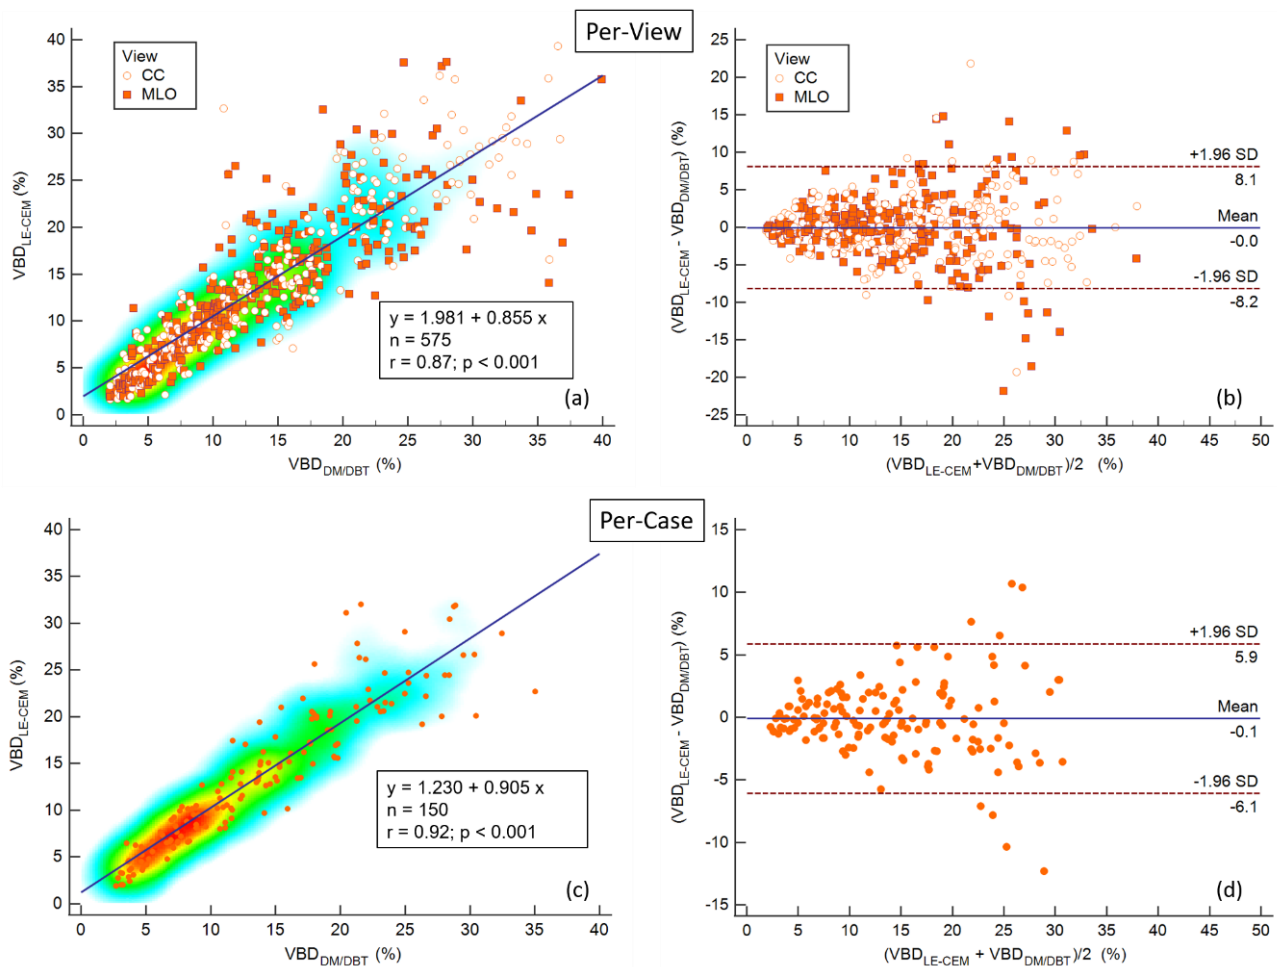 Per-View
40
35
30
25
20
15
10
5
0
VBD_LE-CEM (%)
View
CC
MLO
y = 1.981 + 0.855 x
n = 575
r = 0.87; p < 0.001
(a)
0 5 10 15 20 25 30 35 40
VBD_DM/DBT (%)
25
20
15
10
5
0
-5
-10
-15
-20
-25
(VBD_LE-CEM - VBD_DM/DBT) (%)
View
CC
MLO
+1.96 SD
8.1
Mean
-0.0
-1.96 SD
-8.2
(b)
0 5 10 15 20 25 30 35 40 45 50
(VBD_LE-CEM+VBD_DM/DBT)/2 (%)
Per-Case
40
35
30
25
20
15
10
5
0
VBD_LE-CEM (%)
y = 1.230 + 0.905 x
n = 150
r = 0.92; p < 0.001
(c)
0 5 10 15 20 25 30 35 40
VBD_DM/DBT (%)
15
10
5
0
-5
-10
-15
(VBD_LE-CEM - VBD_DM/DBT) (%)
+1.96 SD
5.9
Mean
-0.1
-1.96 SD
-6.1
(d)
0 5 10 15 20 25 30 35 40 45 50
(VBD_LE-CEM + VBD_DM/DBT)/2 (%)